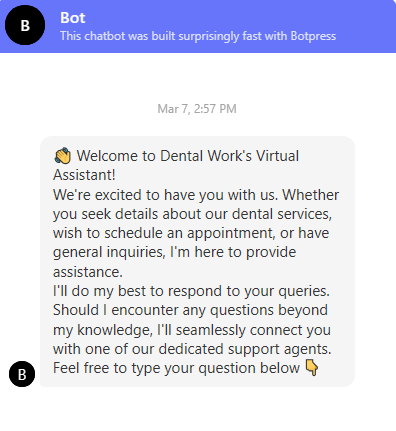 B
Bot
This chatbot was built surprisingly fast with Botpress
Mar 7, 2:57 PM
👋 Welcome to Dental Work's Virtual
Assistant!
We're excited to have you with us. Whether
you seek details about our dental services,
wish to schedule an appointment, or have
general inquiries, I'm here to provide
assistance.
I'll do my best to respond to your queries.
Should I encounter any questions beyond
my knowledge, I'll seamlessly connect you
with one of our dedicated support agents.
Feel free to type your question below 👇
B